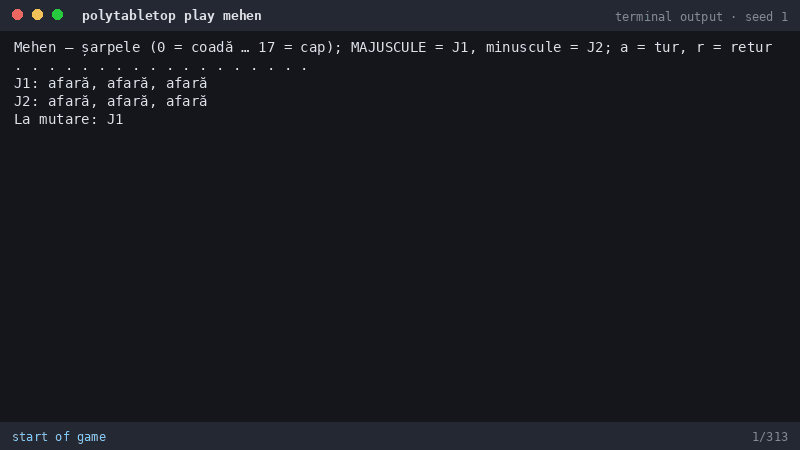 polytabletop play mehen
terminal output · seed 1
Mehen — șarpele (0 = coadă … 17 = cap); MAJUSCULE = J1, minuscule = J2; a = tur, r = retur
. . . . . . . . . . . . . . . . . .
J1: afară, afară, afară
J2: afară, afară, afară
La mutare: J1
start of game
1/313